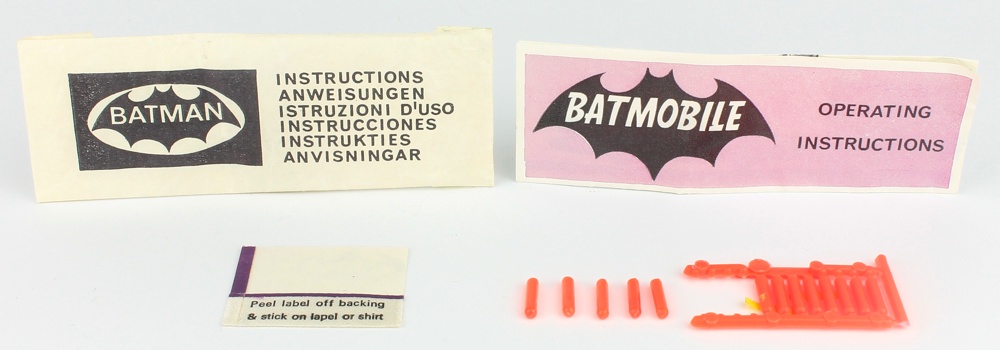 BATMAN
INSTRUCTIONS
ANWEISUNGEN
ISTRUZIONI D'USO
INSTRUCCIONES
INSTRUKTIES
ANVISNINGAR
BATMOBILE
OPERATING
INSTRUCTIONS
Peel label off backing
& stick on lapel or shirt